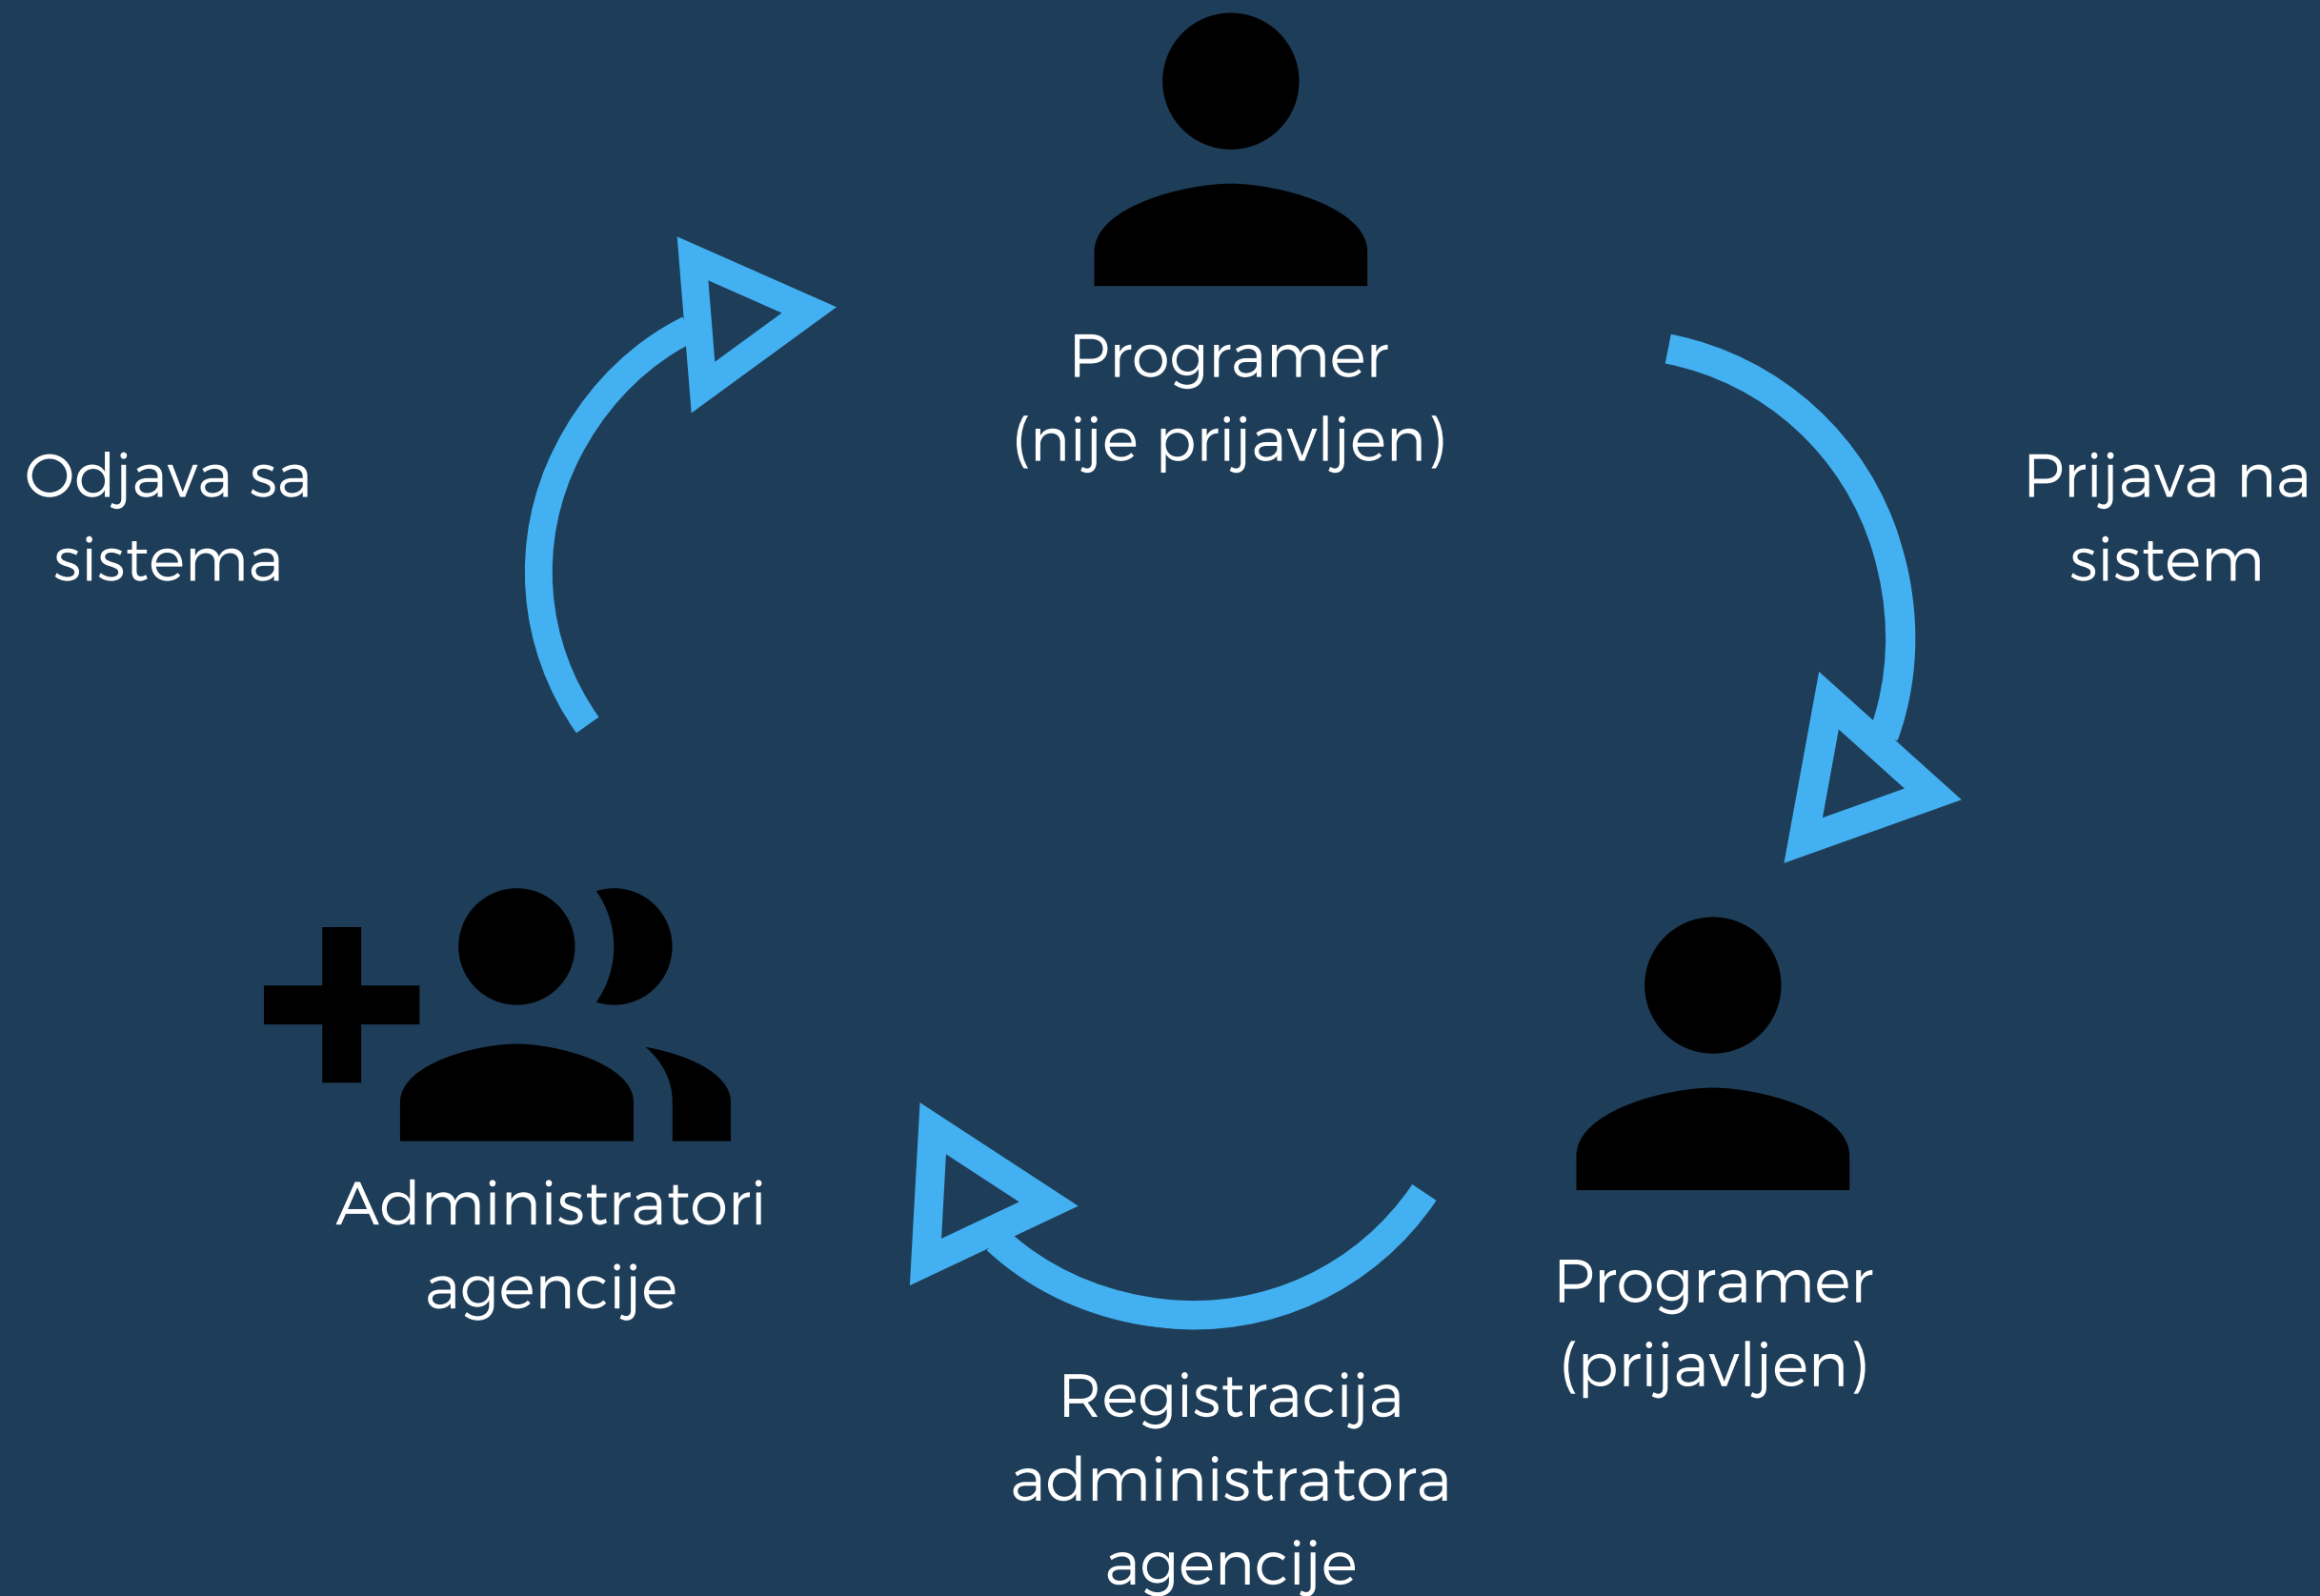 Programer
(nije prijavljen)
Odjava sa
sistema
Prijava na
sistem
Administratori
agencije
Programer
(prijavljen)
Registracija
administratora
agencije